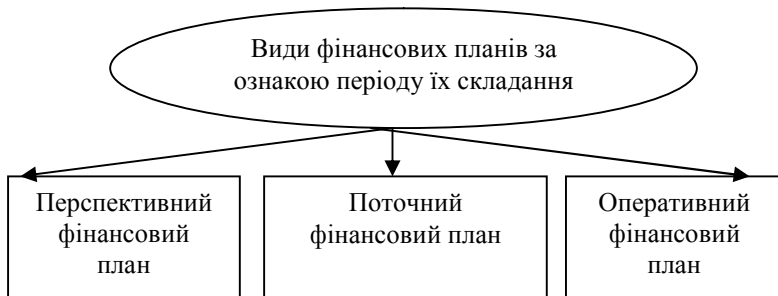 Види фінансових планів за
ознакою періоду їх складання
Перспективний
фінансовий
план
Поточний
фінансовий план
Оперативний
фінансовий
план